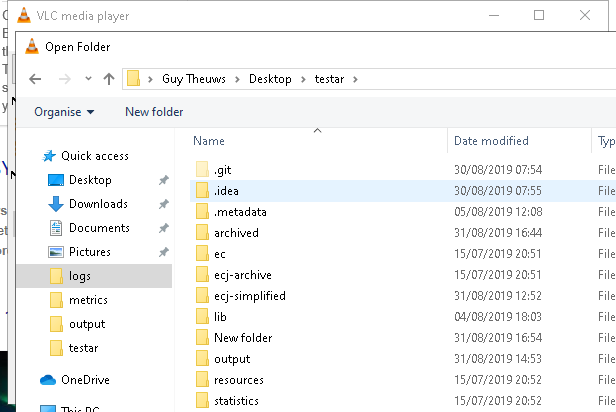 VLC media player
Open Folder
Guy Theuws > Desktop > testar >
Organise New folder
Name Date modified Typ
Quick access
Desktop
Downloads
Documents
Pictures
logs
metrics
output
testar
OneDrive
This PC
.git 30/08/2019 07:54 File
.idea 30/08/2019 07:55 File
.metadata 05/08/2019 12:08 File
archived 31/08/2019 16:44 File
ec 15/07/2019 20:51 File
ecj-archive 15/07/2019 20:51 File
ecj-simplified 31/08/2019 12:52 File
lib 04/08/2019 18:03 File
New folder 31/08/2019 16:54 File
output 31/08/2019 14:53 File
resources 15/07/2019 20:52 File
statistics 15/07/2019 20:52 File